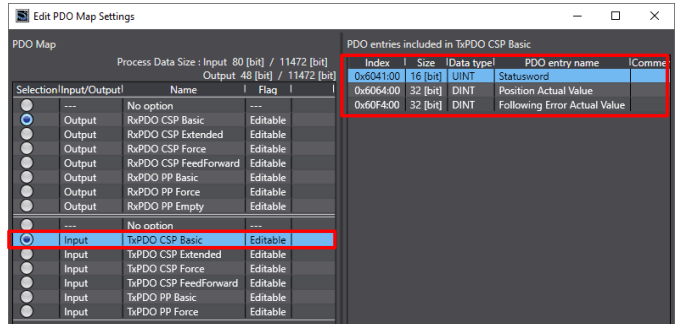 Edit PDO Map Settings
PDO Map
Process Data Size : Input 80 [bit] / 11472 [bit]
Output 48 [bit] / 11472 [bit]
Selection Input/Output Name Flag
--- No option ---
Output RxPDO CSP Basic Editable
Output RxPDO CSP Extended Editable
Output RxPDO CSP Force Editable
Output RxPDO CSP FeedForward Editable
Output RxPDO PP Basic Editable
Output RxPDO PP Force Editable
Output RxPDO PP Empty Editable
--- No option ---
Input TxPDO CSP Basic Editable
Input TxPDO CSP Extended Editable
Input TxPDO CSP Force Editable
Input TxPDO CSP FeedForward Editable
Input TxPDO PP Basic Editable
Input TxPDO PP Force Editable
PDO entries included in TxPDO CSP Basic
Index Size Data type PDO entry name Comme
0x6041:00 16 [bit] UINT Statusword
0x6064:00 32 [bit] DINT Position Actual Value
0x60F4:00 32 [bit] DINT Following Error Actual Value